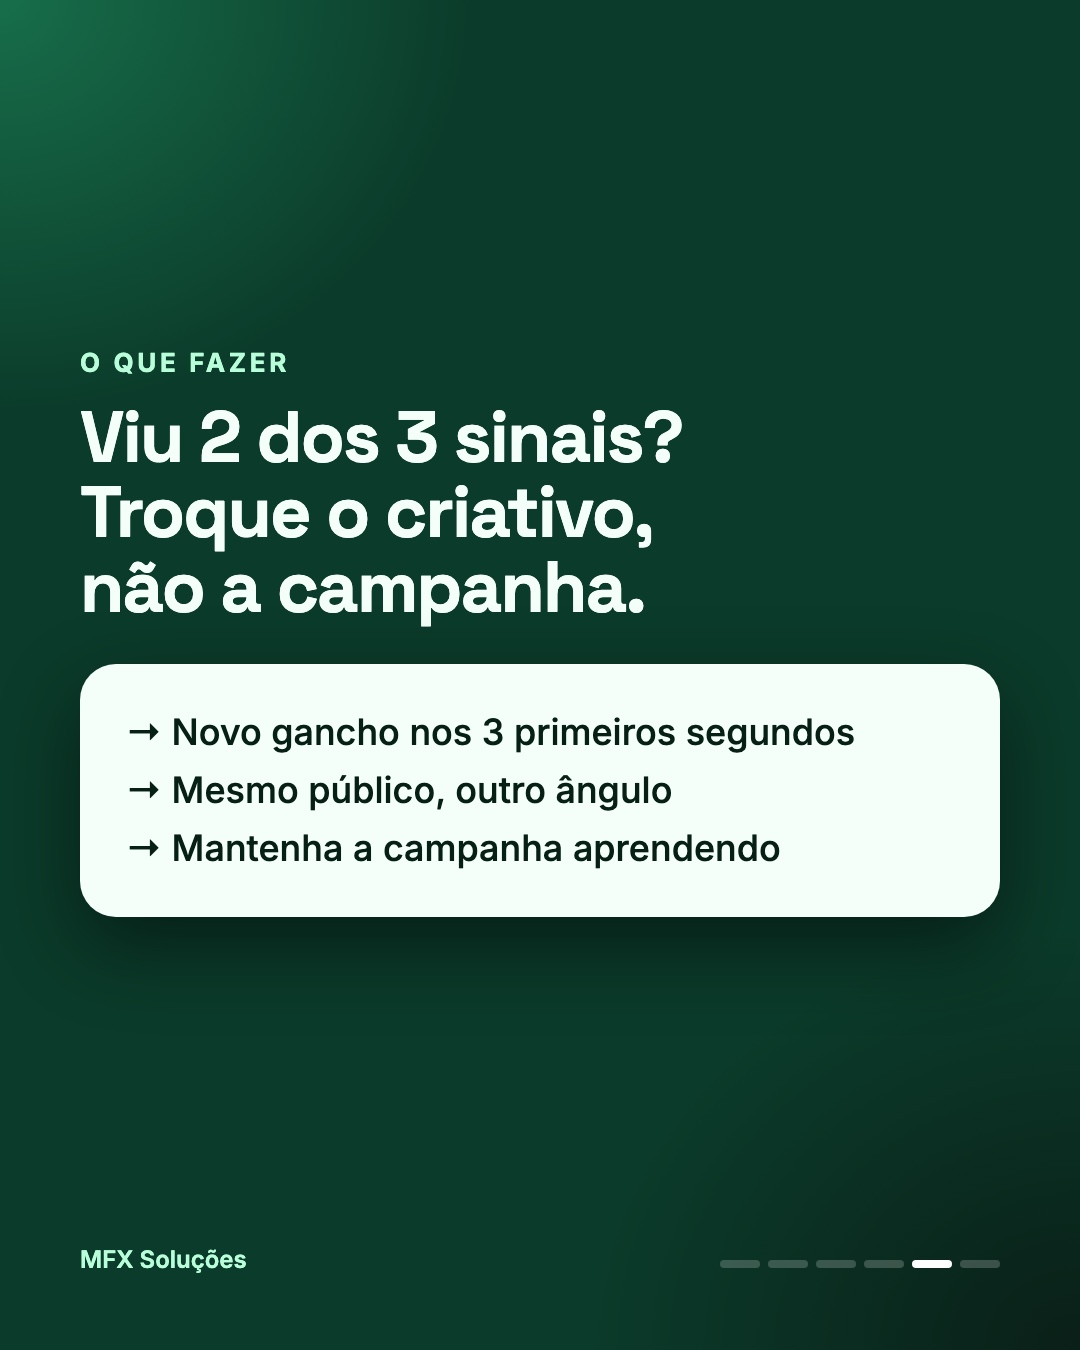 O QUE FAZER
Viu 2 dos 3 sinais?
Troque o criativo,
não a campanha.
→ Novo gancho nos 3 primeiros segundos
→ Mesmo público, outro ângulo
→ Mantenha a campanha aprendendo
MFX Soluções